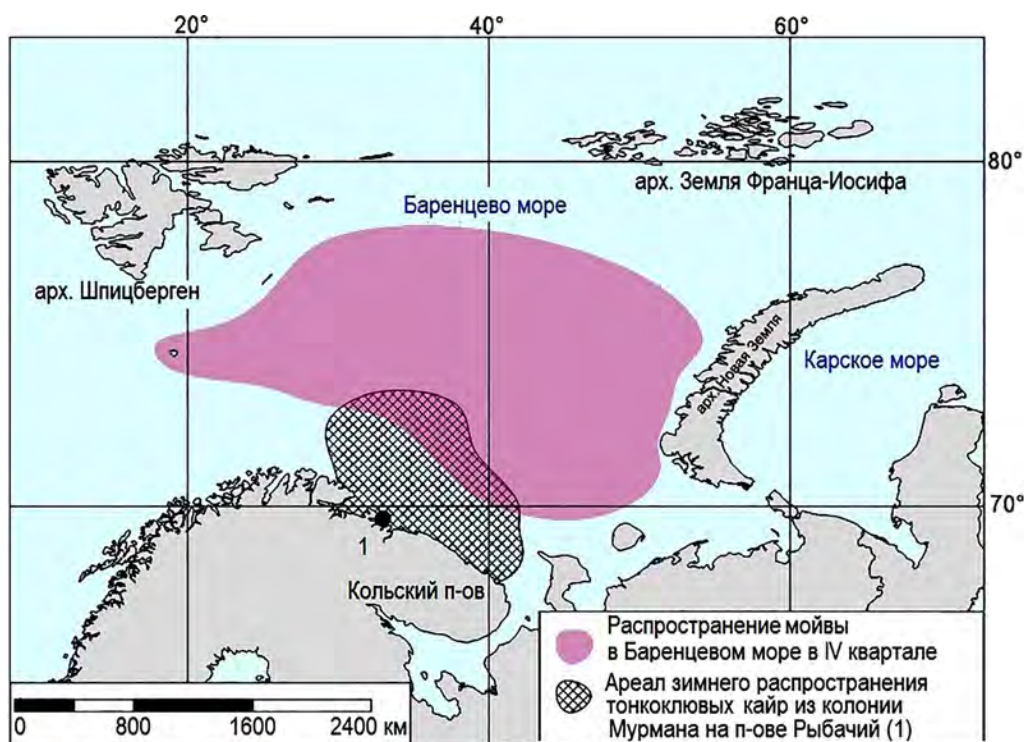 20° 40° 60°
80°
арх. Земля Франца-Иосифа
Баренцево море
арх. Шпицберген
арх. Новая Земля
Карское море
70°
1
Кольский п-ов
Распространение мойвы
в Баренцевом море в IV квартале
Ареал зимнего распространения
тонкоклювых кайр из колонии
Мурмана на п-ове Рыбачий (1)
0 800 1600 2400 км